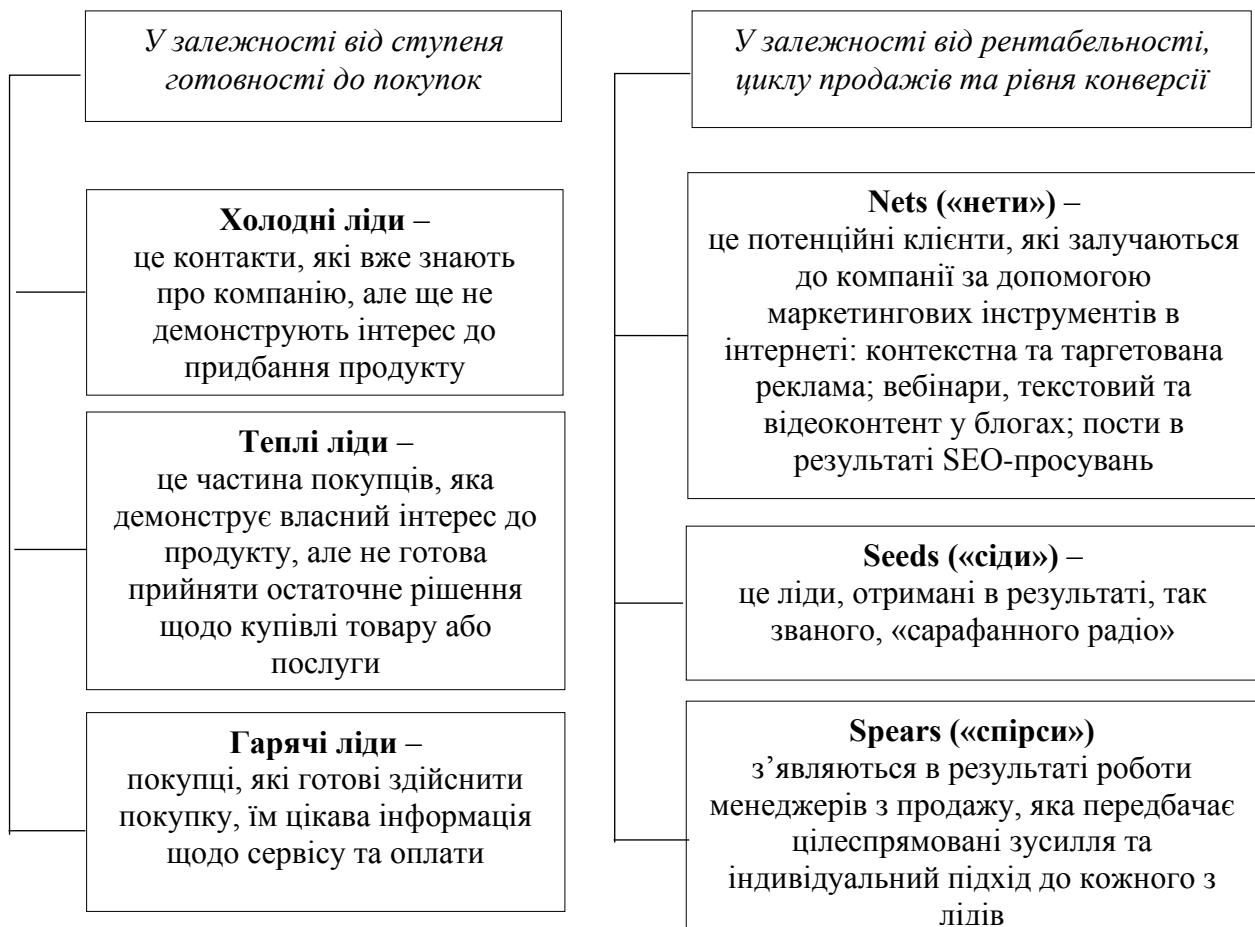 У залежності від ступеня
готовності до покупок
Холодні ліди –
це контакти, які вже знають
про компанію, але ще не
демонструють інтерес до
придбання продукту
Теплі ліди –
це частина покупців, яка
демонструє власний інтерес до
продукту, але не готова
прийняти остаточне рішення
щодо купівлі товару або
послуги
Гарячі ліди –
покупці, які готові здійснити
покупку, їм цікава інформація
щодо сервісу та оплати
У залежності від рентабельності,
циклу продажів та рівня конверсії
Nets («нети») –
це потенційні клієнти, які залучаються
до компанії за допомогою
маркетингових інструментів в
інтернеті: контекстна та таргетована
реклама; вебінари, текстовий та
відеоконтент у блогах; пости в
результаті SEO-просувань
Seeds («сіди») –
це ліди, отримані в результаті, так
званого, «сарафанного радіо»
Spears («спірси»)
з’являються в результаті роботи
менеджерів з продажу, яка передбачає
цілеспрямовані зусилля та
індивідуальний підхід до кожного з
лідів